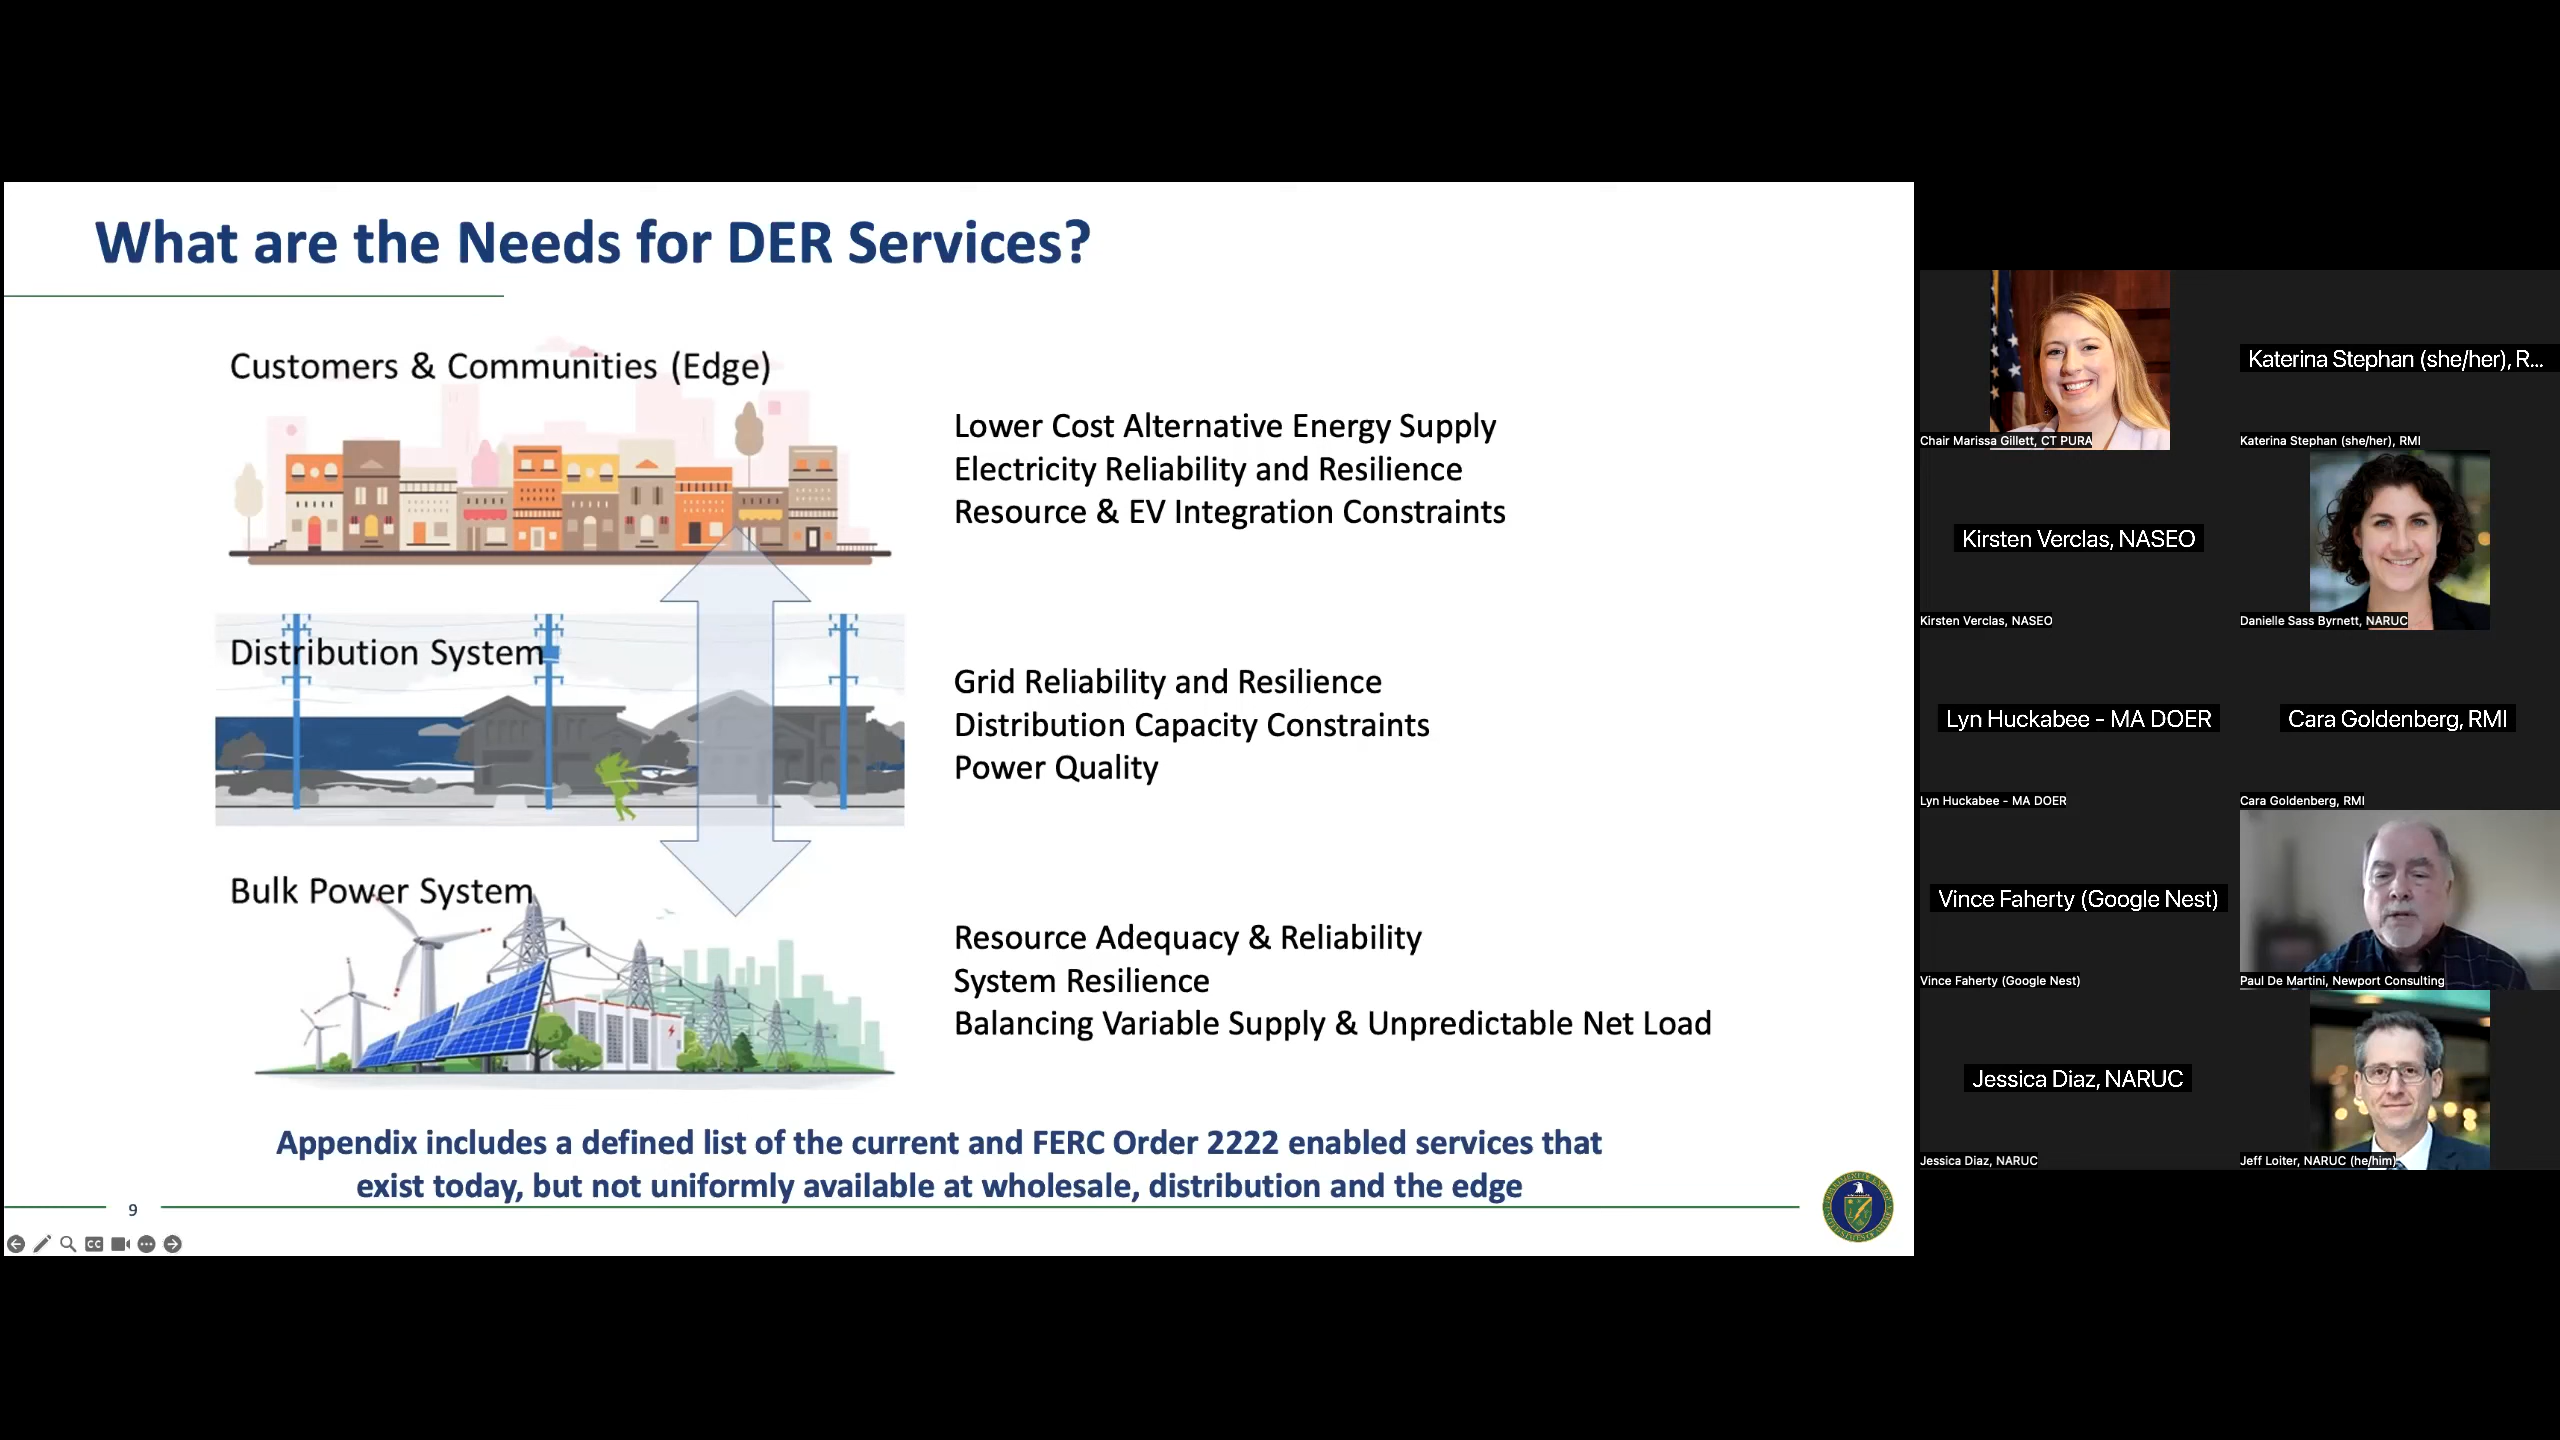 What are the Needs for DER Services?
Customers & Communities (Edge)
Lower Cost Alternative Energy Supply
Electricity Reliability and Resilience
Resource & EV Integration Constraints
Distribution System
Grid Reliability and Resilience
Distribution Capacity Constraints
Power Quality
Bulk Power System
Resource Adequacy & Reliability
System Resilience
Balancing Variable Supply & Unpredictable Net Load
Appendix includes a defined list of the current and FERC Order 2222 enabled services that
exist today, but not uniformly available at wholesale, distribution and the edge
9
CC
Chair Marissa Gillett, CT PURA
Katerina Stephan (she/her), R...
Katerina Stephan (she/her), RMI
Kirsten Verclas, NASEO
Kirsten Verclas, NASEO
Danielle Sass Byrnett, NARUC
Lyn Huckabee - MA DOER
Lyn Huckabee - MA DOER
Cara Goldenberg, RMI
Cara Goldenberg, RMI
Vince Faherty (Google Nest)
Vince Faherty (Google Nest)
Paul De Martini, Newport Consulting
Jessica Diaz, NARUC
Jessica Diaz, NARUC
Jeff Loiter, NARUC (he/him)